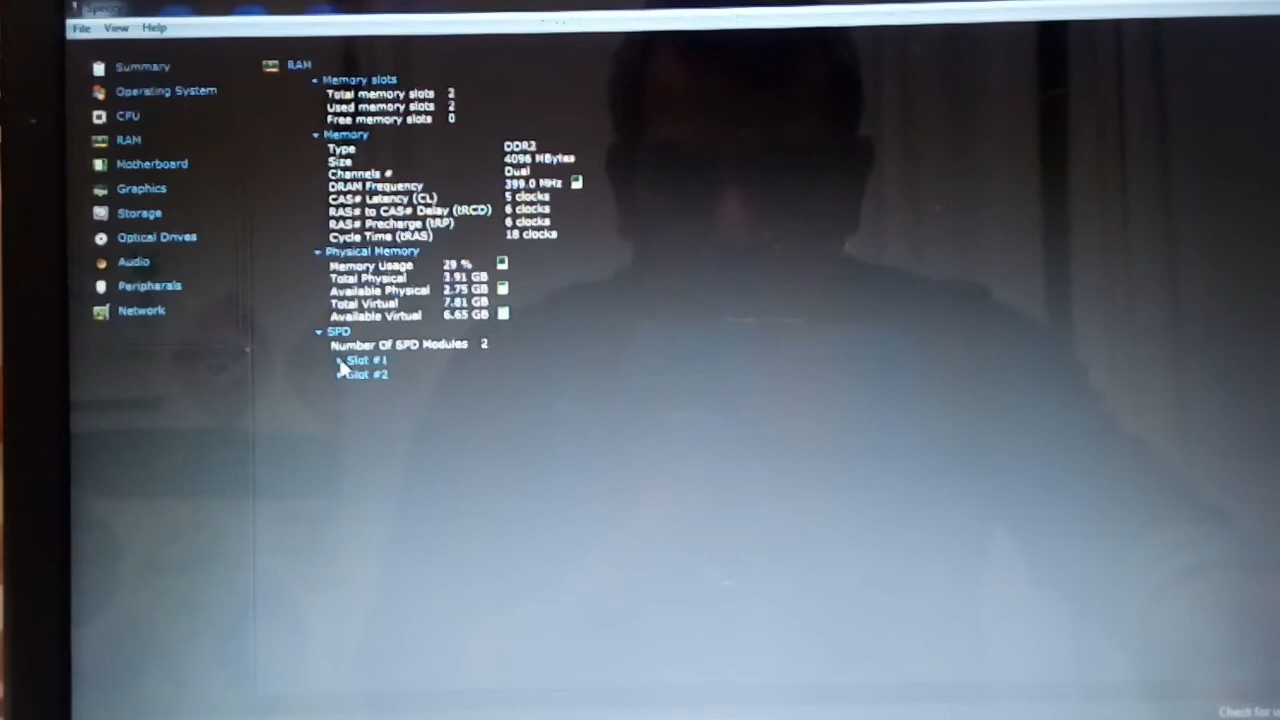 File View Help
Summary
Operating System
CPU
RAM
Motherboard
Graphics
Storage
Optical Drives
Audio
Peripherals
Network
RAM
Memory slots
Total memory slots 2
Used memory slots 2
Free memory slots 0
Memory
Type DDR2
Size 4096 MBytes
Channels # Dual
DRAM Frequency 399.0 MHz
CAS# Latency (CL) 5 clocks
RAS# to CAS# Delay (tRCD) 6 clocks
RAS# Precharge (tRP) 6 clocks
Cycle Time (tRAS) 18 clocks
Physical Memory
Memory Usage 29 %
Total Physical 3.91 GB
Available Physical 2.75 GB
Total Virtual 7.81 GB
Available Virtual 6.65 GB
SPD
Number Of SPD Modules 2
Slot #1
Slot #2
Check for